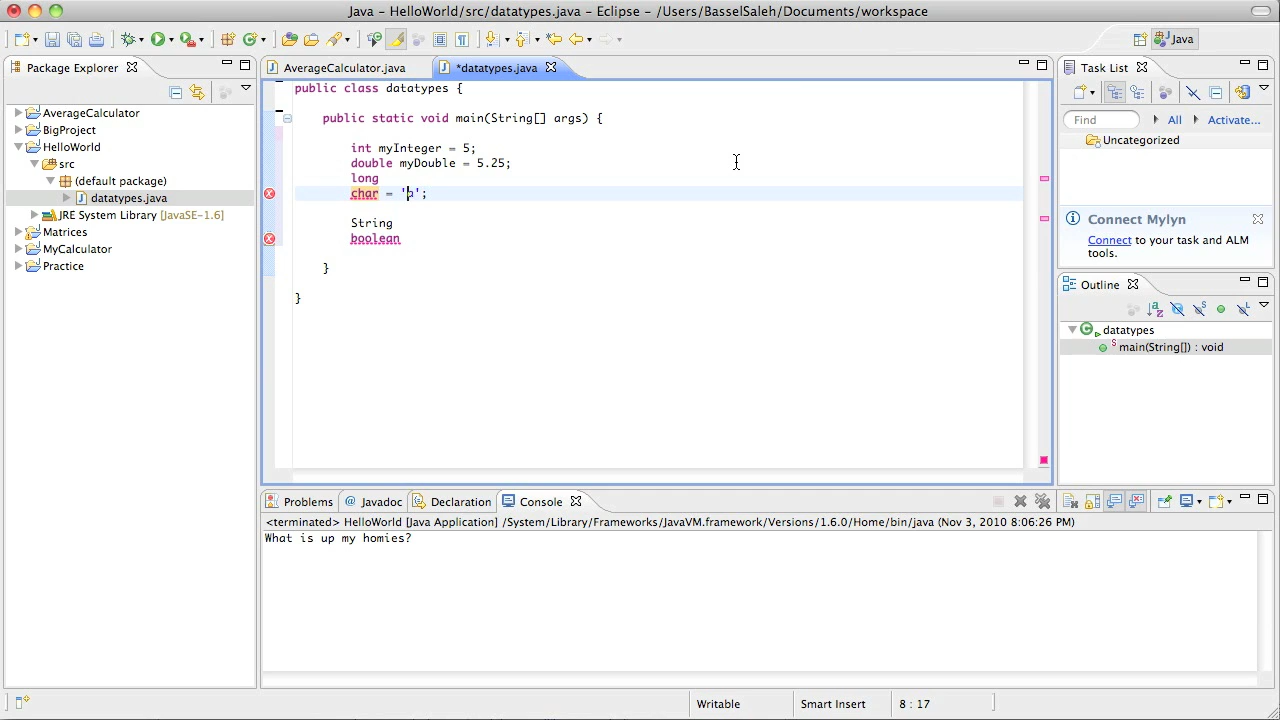 Java - HelloWorld/src/datatypes.java - Eclipse - /Users/BasselSaleh/Documents/workspace
Java
Package Explorer
AverageCalculator
BigProject
HelloWorld
src
(default package)
datatypes.java
JRE System Library [JavaSE-1.6]
Matrices
MyCalculator
Practice
AverageCalculator.java
*datatypes.java
public class datatypes {
public static void main(String[] args) {
int myInteger = 5;
double myDouble = 5.25;
long
char = 'a';
String
boolean
}
}
Task List
Find
All
Activate...
Uncategorized
Connect Mylyn
Connect to your task and ALM
tools.
Outline
datatypes
main(String[]) : void
Problems
Javadoc
Declaration
Console
<terminated> HelloWorld [Java Application] /System/Library/Frameworks/JavaVM.framework/Versions/1.6.0/Home/bin/java (Nov 3, 2010 8:06:26 PM)
What is up my homies?
Writable
Smart Insert
8 : 17